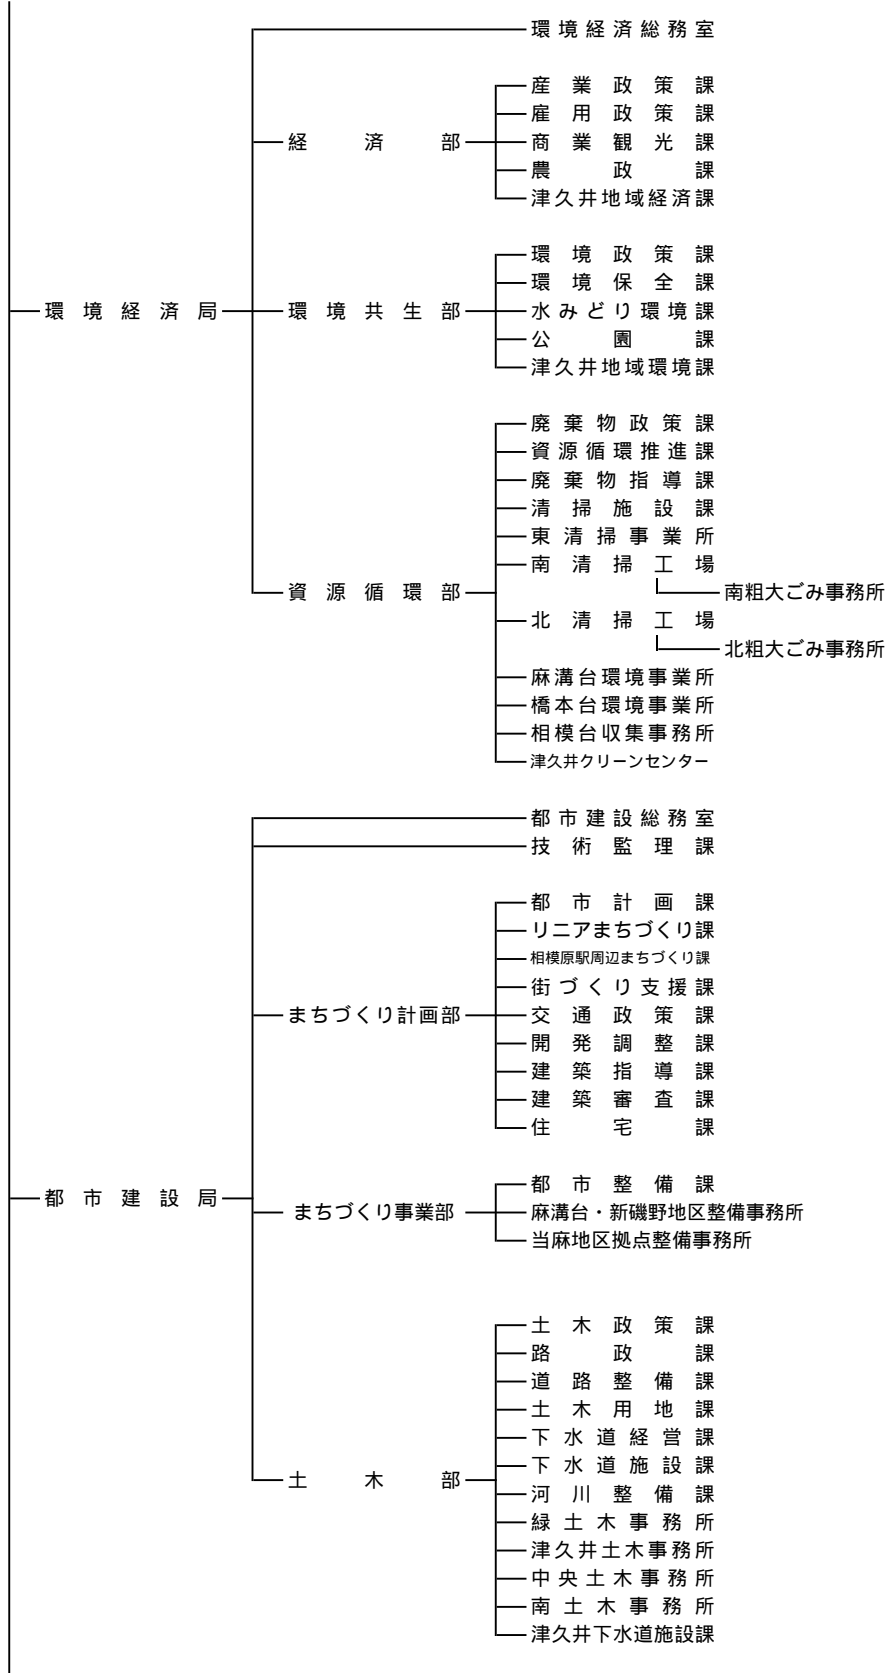 環境経済総務室
産業政策課
雇用政策課
経済部
商業観光課
農政課
津久井地域経済課
環境政策課
環境保全課
環境経済局
環境共生部
水みどり環境課
公園課
津久井地域環境課
廃棄物政策課
資源循環推進課
廃棄物指導課
清掃施設課
東清掃事業所
南清掃工場
資源循環部
南粗大ごみ事務所
北清掃工場
北粗大ごみ事務所
麻溝台環境事業所
橋本台環境事業所
相模台収集事務所
津久井クリーンセンター
都市建設総務室
技術監理課
都市計画課
リニアまちづくり課
相模原駅周辺まちづくり課
街づくり支援課
まちづくり計画部
交通政策課
開発調整課
建築指導課
建築審査課
住宅課
都市整備課
都市建設局
まちづくり事業部
麻溝台・新磯野地区整備事務所
当麻地区拠点整備事務所
土木政策課
路政課
道路整備課
土木用地課
下水道経営課
下水道施設課
土木部
河川整備課
緑土木事務所
津久井土木事務所
中央土木事務所
南土木事務所
津久井下水道施設課